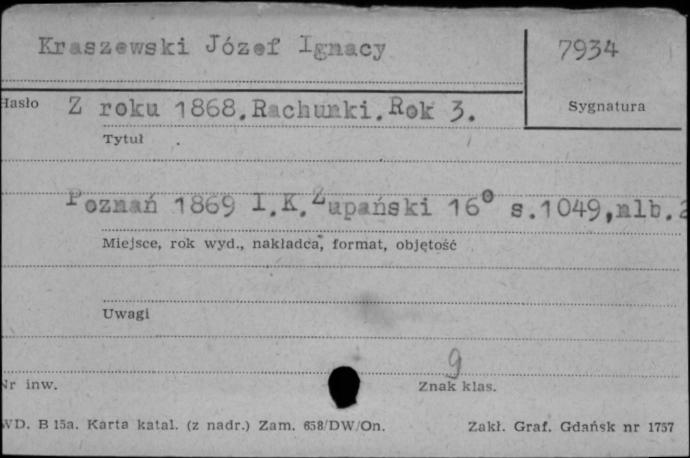 Kraszewski Józef Ignacy
7934
Hasło
Z roku 1868.Rachunki.Rok 3.
Sygnatura
Tytuł
Poznań 1869 I.K.Żupański 16° s.1049,nlb.2
Miejsce, rok wyd., nakładca, format, objętość
Uwagi
9
Nr inw.
Znak klas.
WD. B 15a. Karta katal. (z nadr.) Zam. 658/DW/On.
Zakł. Graf. Gdańsk nr 1757